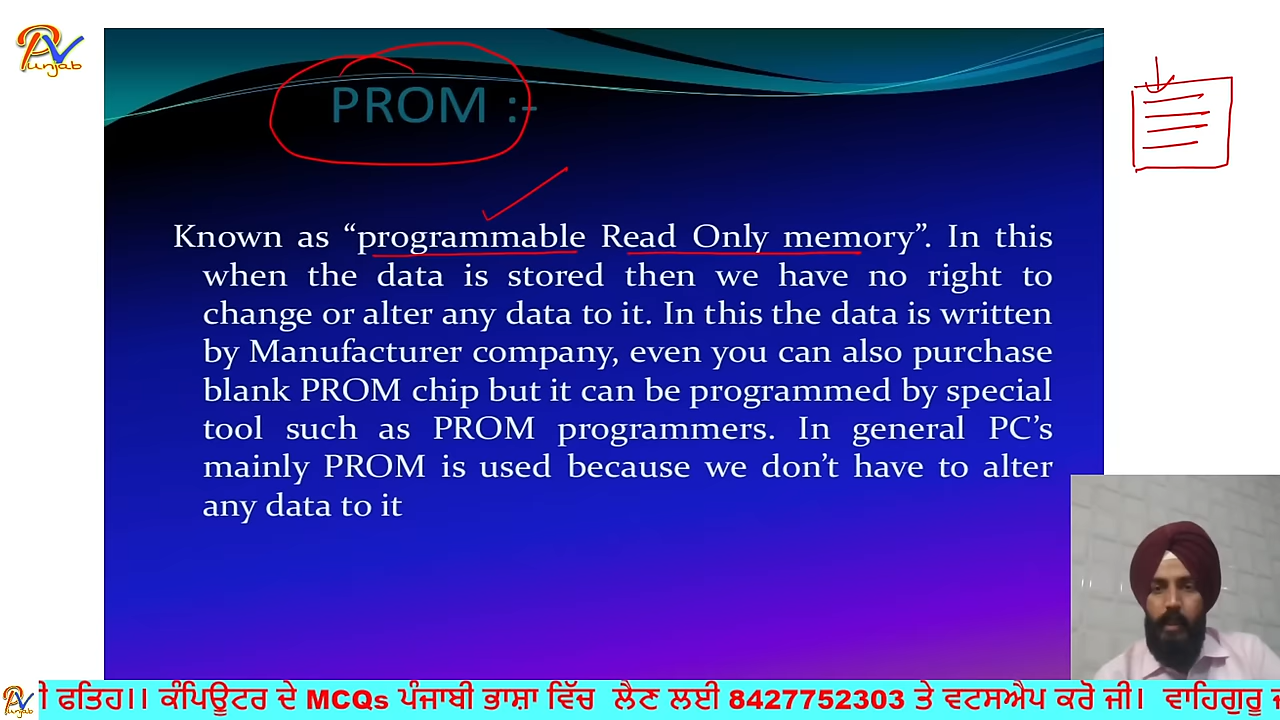 PV
unjab
PROM :-
Known as “programmable Read Only memory”. In this
when the data is stored then we have no right to
change or alter any data to it. In this the data is written
by Manufacturer company, even you can also purchase
blank PROM chip but it can be programmed by special
tool such as PROM programmers. In general PC’s
mainly PROM is used because we don’t have to alter
any data to it
ਫਤਿਹ।। ਕੰਪਿਊਟਰ ਦੇ MCQs ਪੰਜਾਬੀ ਭਾਸ਼ਾ ਵਿੱਚ ਲੈਣ ਲਈ 8427752303 ਤੇ ਵਟਸਐਪ ਕਰੋ ਜੀ। ਵਾਹਿਗੁਰੂ